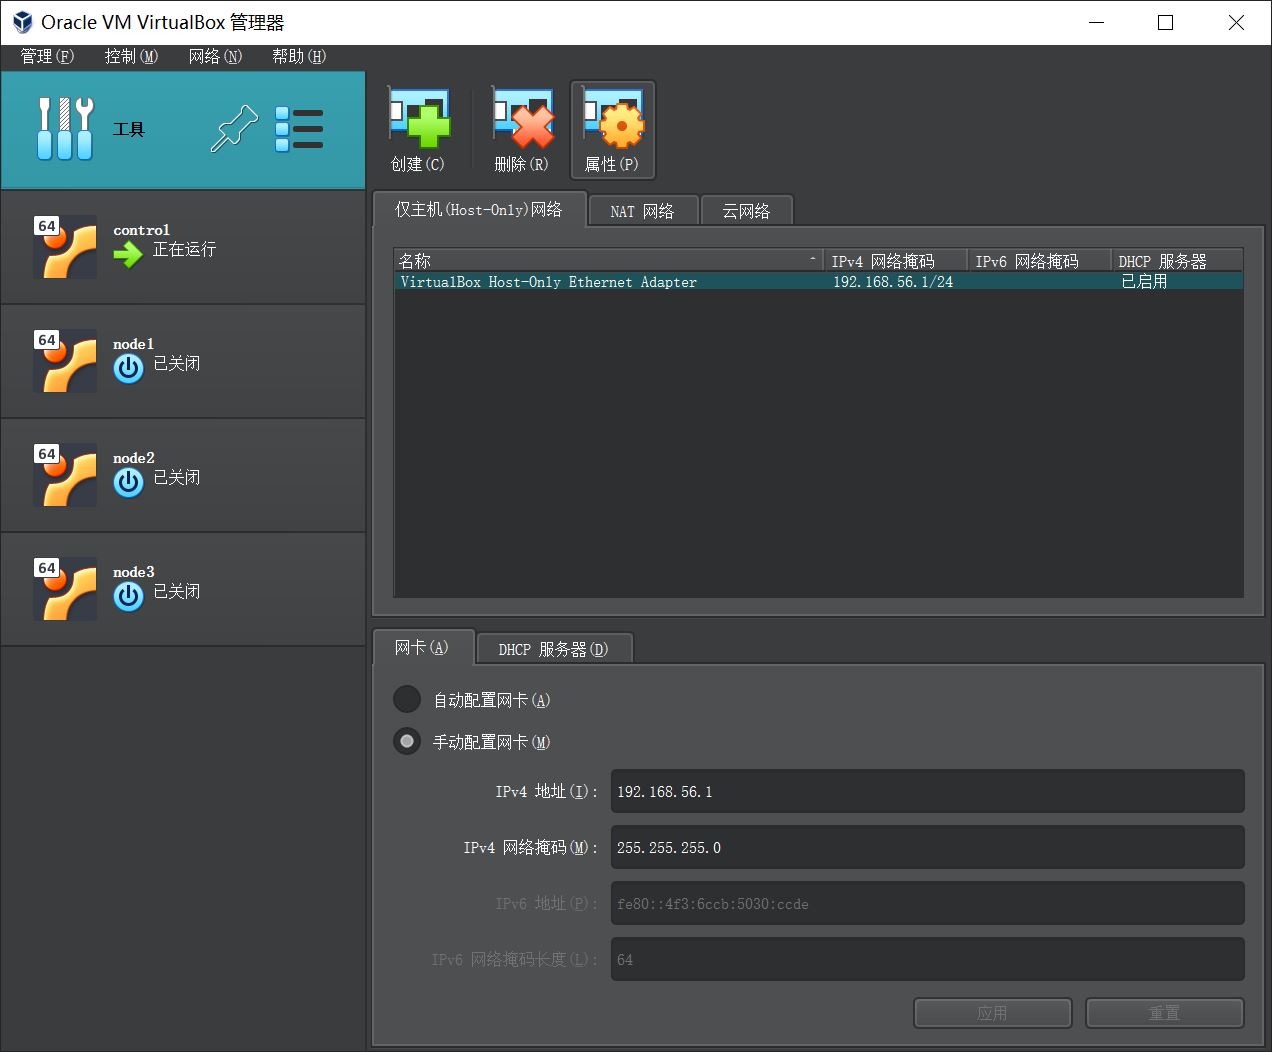 Oracle VM VirtualBox 管理器
管理(F) 控制(M) 网络(N) 帮助(H)
工具
64
control
正在运行
64
node1
已关闭
64
node2
已关闭
64
node3
已关闭
创建(C) 删除(R) 属性(P)
仅主机(Host-Only)网络 NAT 网络 云网络
名称 IPv4 网络掩码 IPv6 网络掩码 DHCP 服务器
VirtualBox Host-Only Ethernet Adapter 192.168.56.1/24 已启用
网卡(A) DHCP 服务器(D)
自动配置网卡(A)
手动配置网卡(M)
IPv4 地址(I): 192.168.56.1
IPv4 网络掩码(M): 255.255.255.0
IPv6 地址(P): fe80::4f3:6ccb:5030:ccde
IPv6 网络掩码长度(L): 64
应用 重置